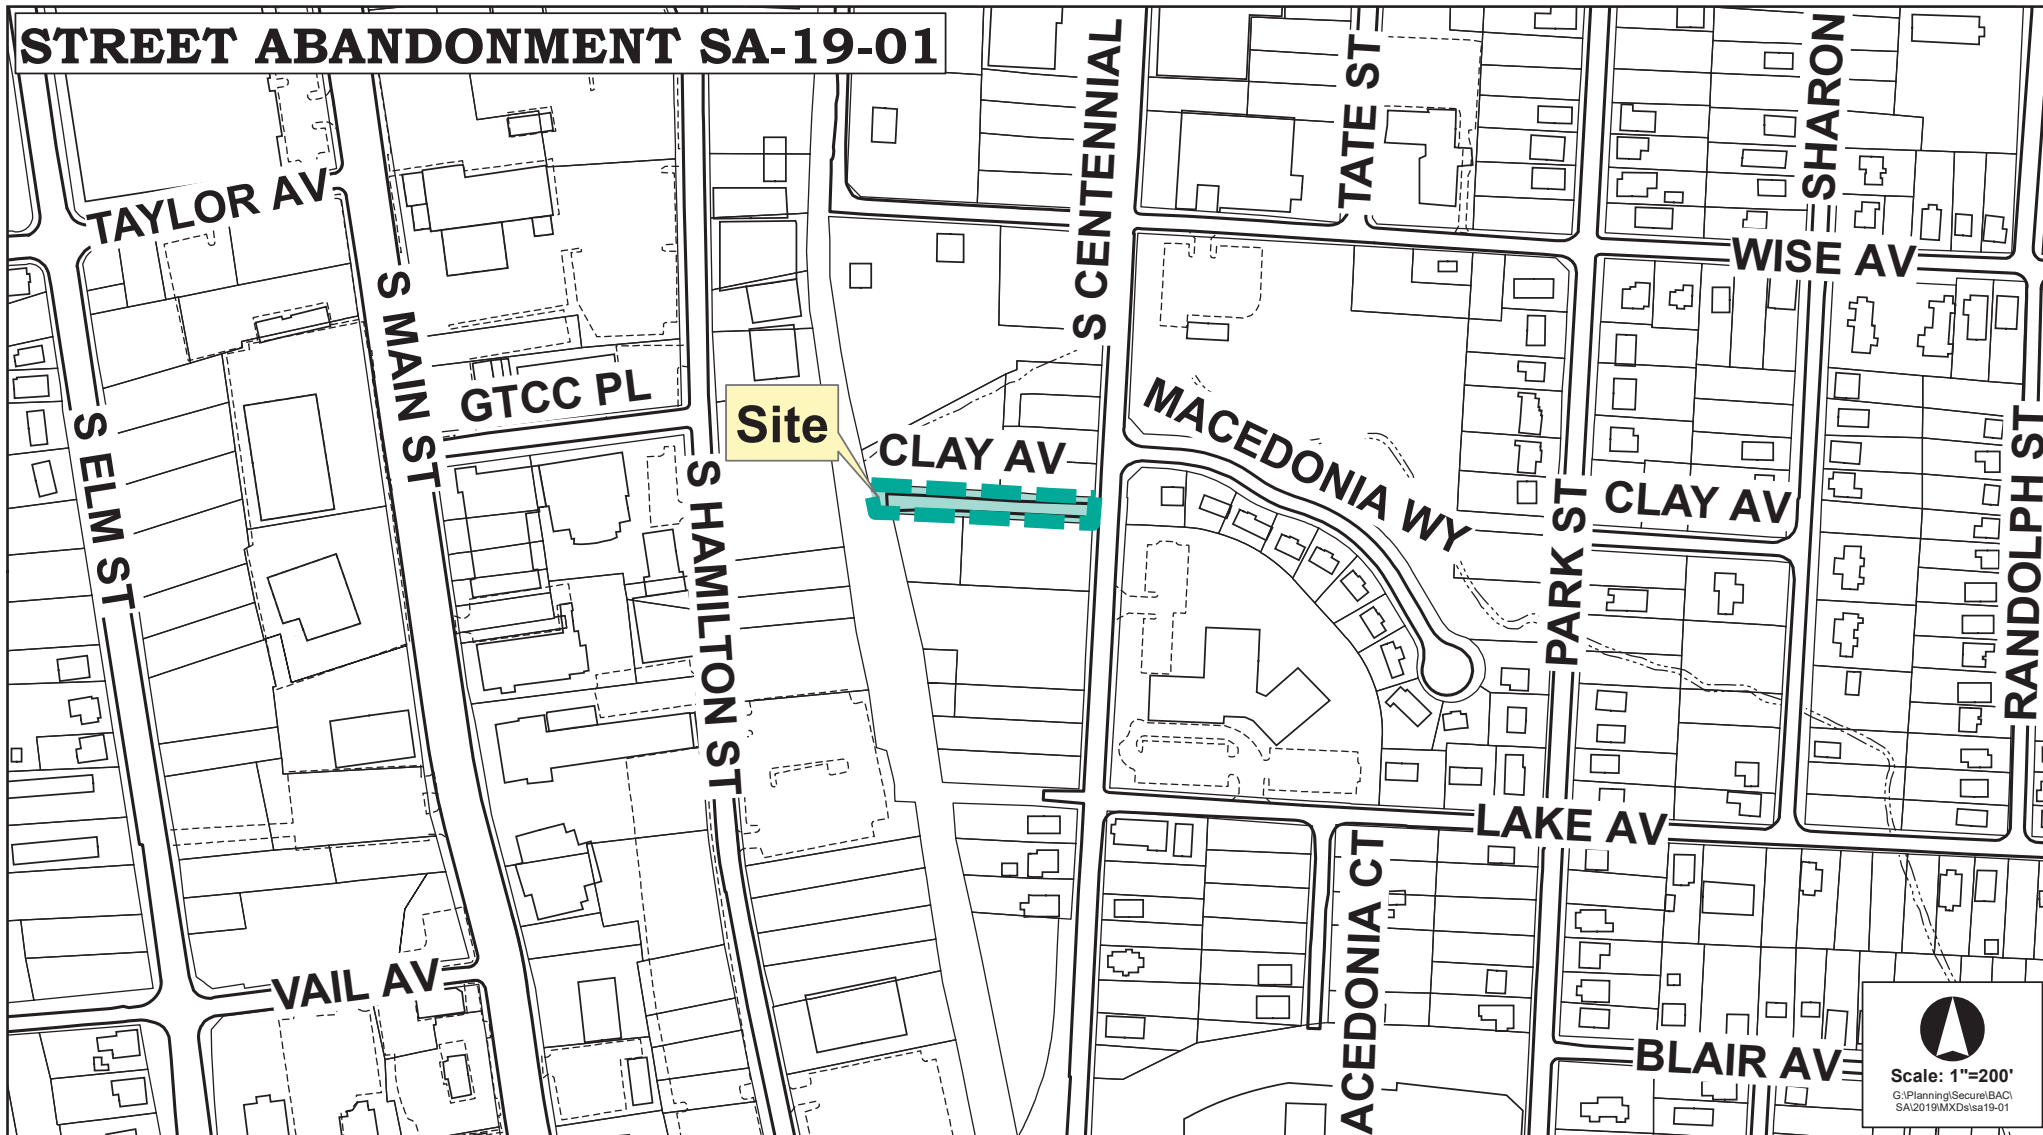 STREET ABANDONMENT SA-19-01
S CENTENNIAL
TATE ST
SHARON
TAYLOR AV
WISE AV
S MAIN ST
GTCC PL
Site
CLAY AV
MACEDONIA WY
S ELM ST
S HAMILTON ST
PARK ST
CLAY AV
RANDOLPH ST
LAKE AV
ACEDONIA CT
VAIL AV
BLAIR AV
Scale: 1"=200'
G:\Planning\Secure\BAC\
SA\2019\MXDs\sa19-01